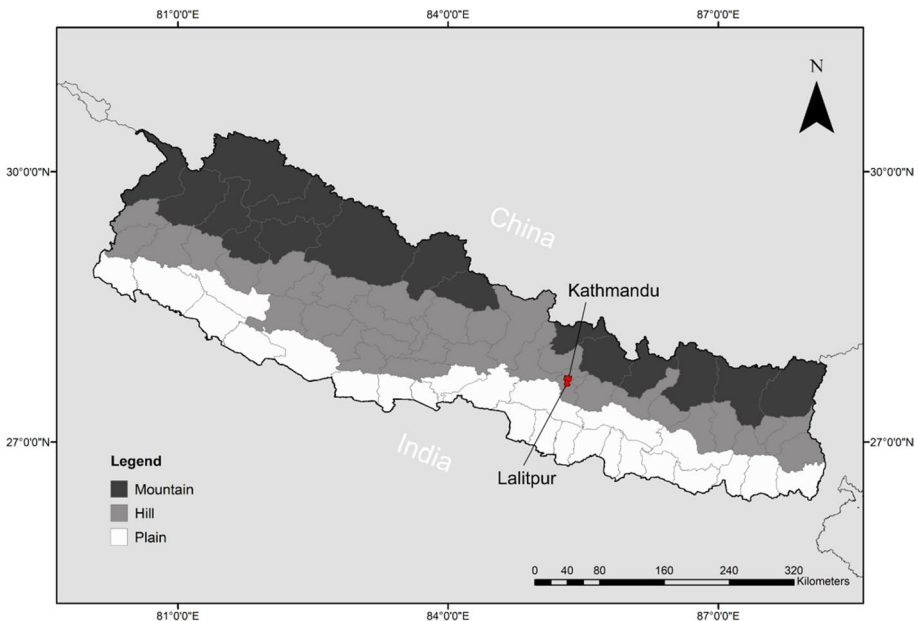 81°0'0"E 84°0'0"E 87°0'0"E
N
30°0'0"N 30°0'0"N
China
Kathmandu
27°0'0"N 27°0'0"N
India
Lalitpur
Legend
Mountain
Hill
Plain
0 40 80 160 240 320
Kilometers
81°0'0"E 84°0'0"E 87°0'0"E